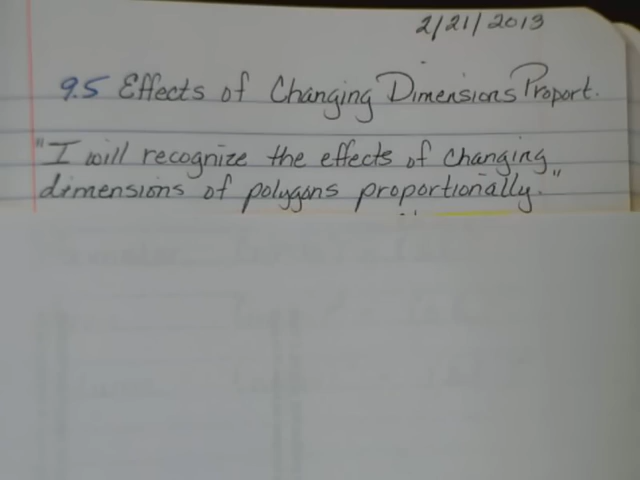 2/21/2013
9.5 Effects of Changing Dimensions Proport.
"I will recognize the effects of changing
dimensions of polygons proportionally."